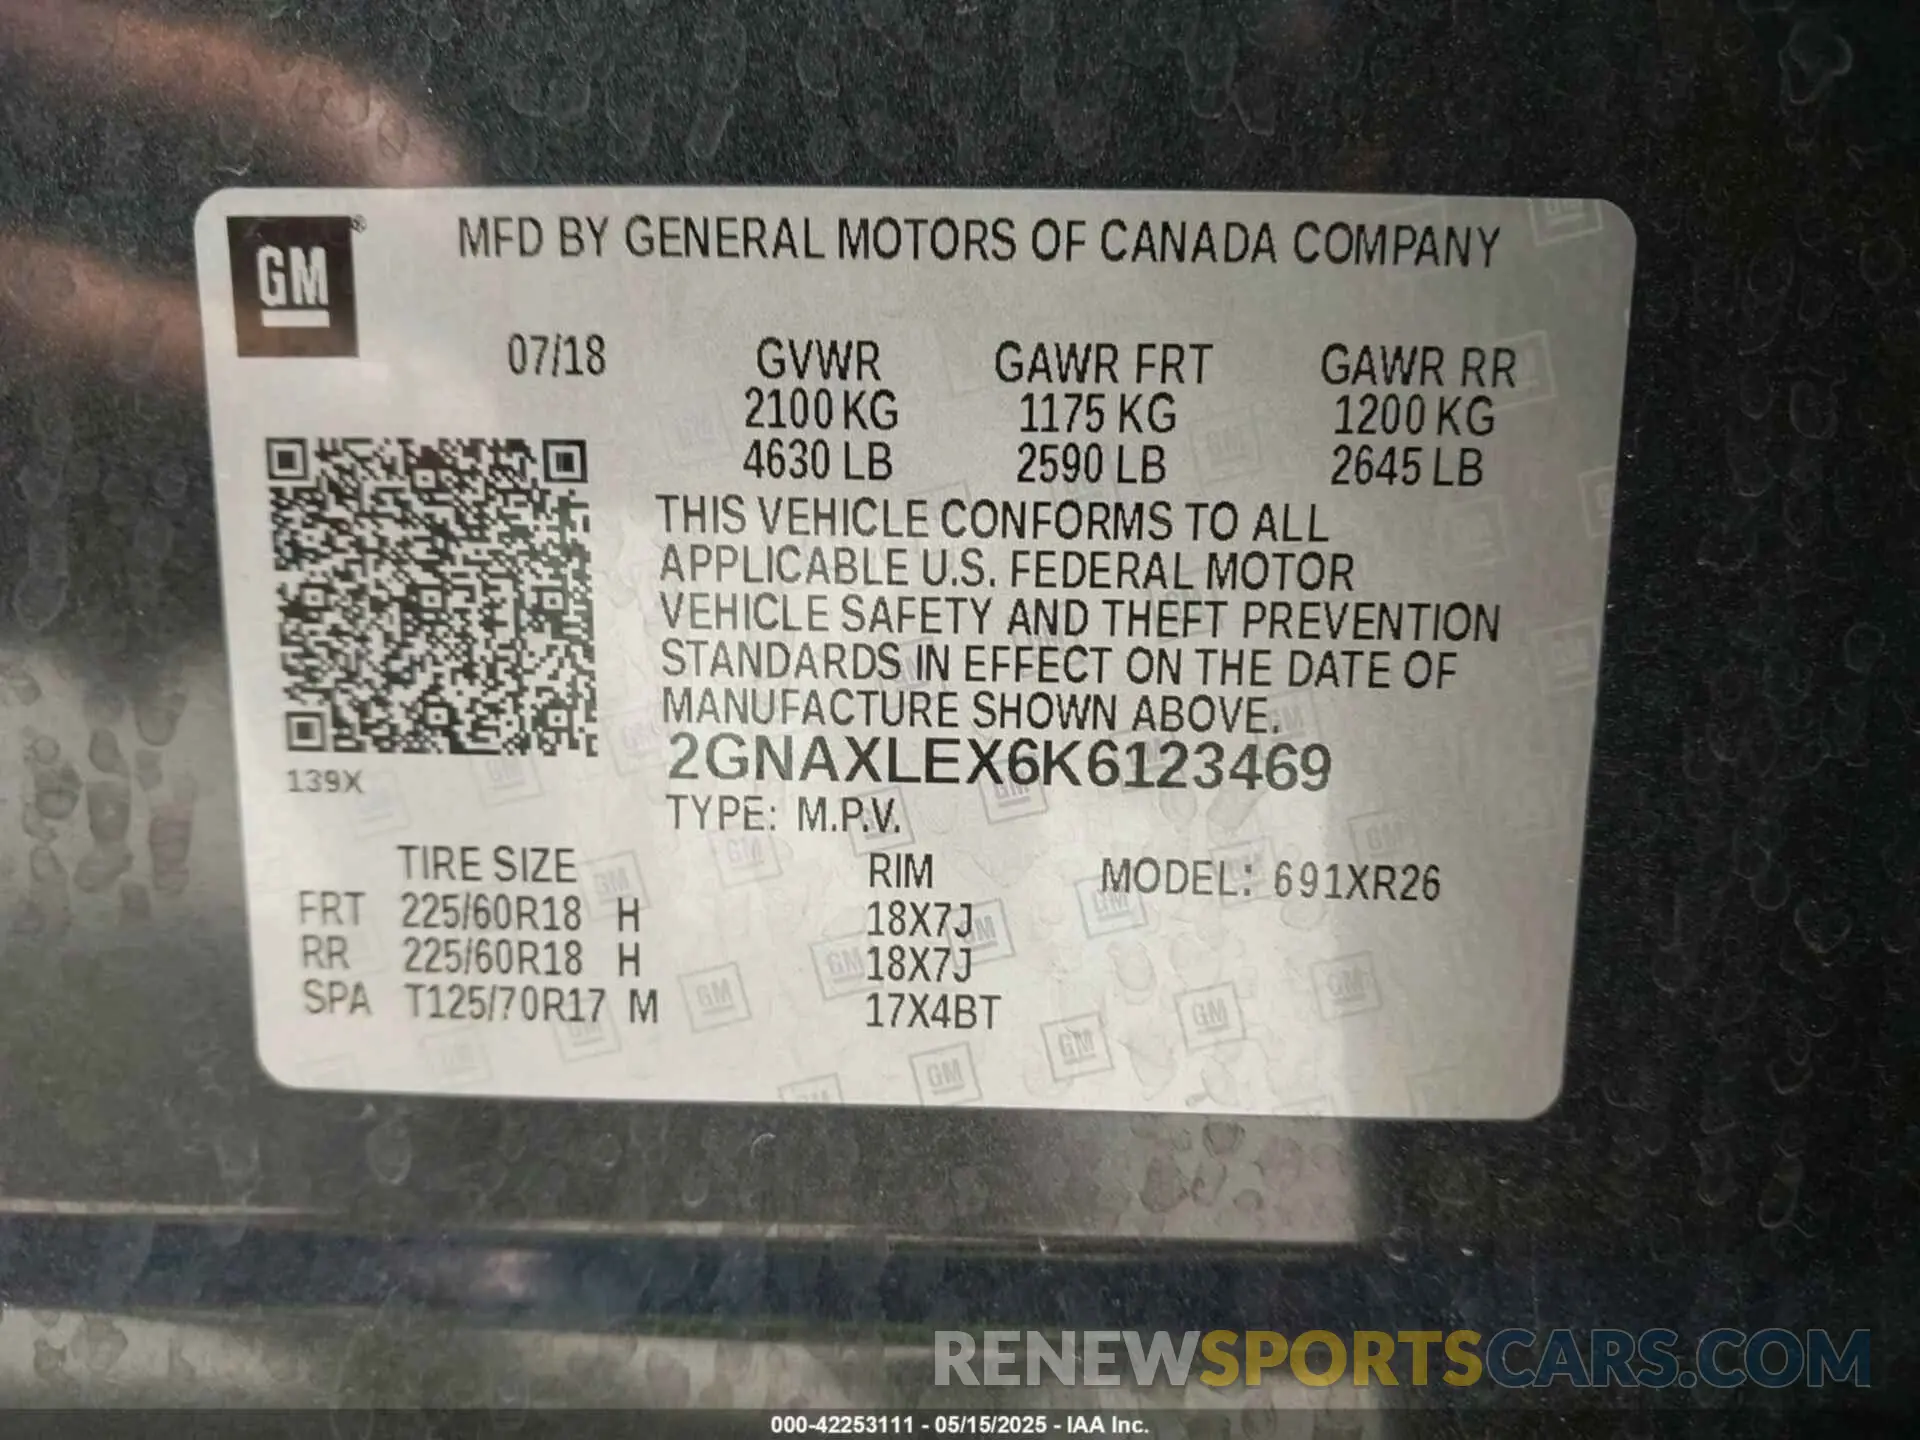 GM®
MFD BY GENERAL MOTORS OF CANADA COMPANY
07/18 GVWR GAWR FRT GAWR RR
2100 KG 1175 KG 1200 KG
4630 LB 2590 LB 2645 LB
THIS VEHICLE CONFORMS TO ALL
APPLICABLE U.S. FEDERAL MOTOR
VEHICLE SAFETY AND THEFT PREVENTION
STANDARDS IN EFFECT ON THE DATE OF
MANUFACTURE SHOWN ABOVE.
2GNAXLEX6K6123469
139X
TYPE: M.P.V.
TIRE SIZE RIM MODEL: 691XR26
FRT 225/60R18 H 18X7J
RR 225/60R18 H 18X7J
SPA T125/70R17 M 17X4BT
RENEWSPORTSCARS.COM
000-42253111 - 05/15/2025 - IAA Inc.